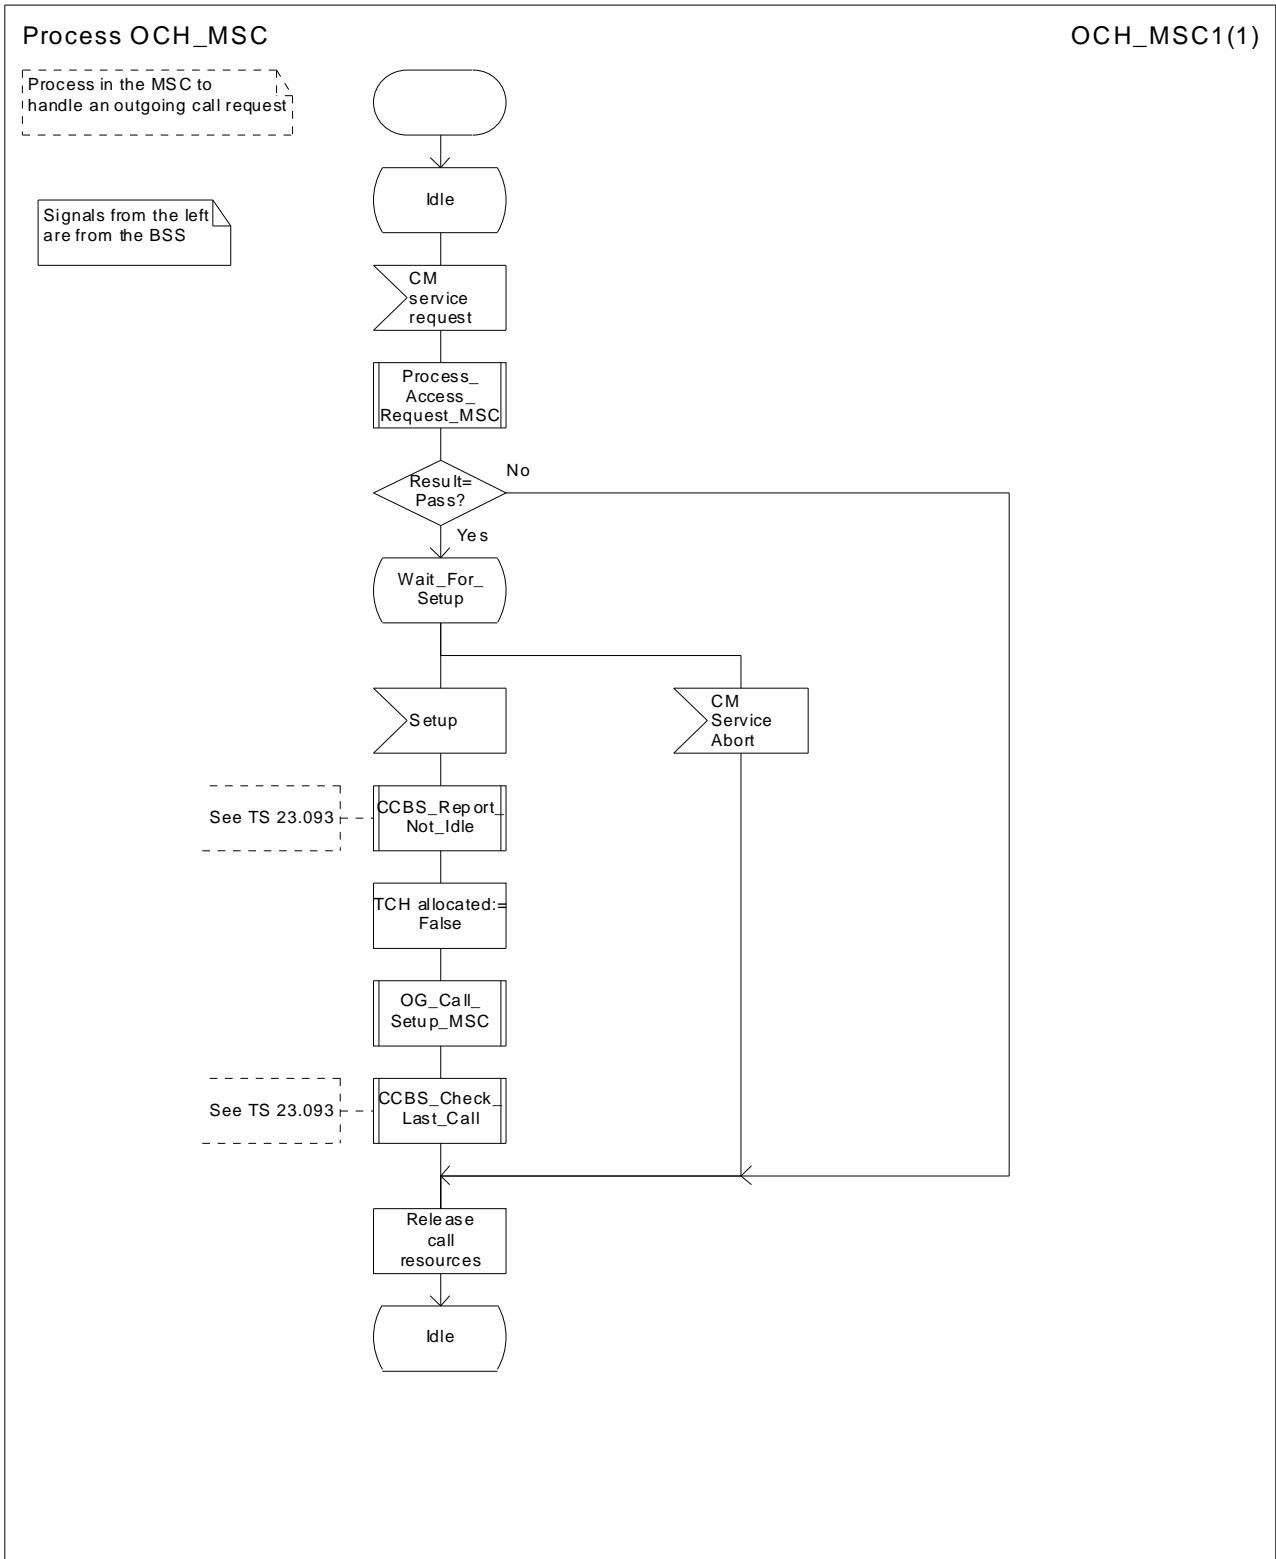 Process OCH_MSC
OCH_MSC1(1)
Process in the MSC to
handle an outgoing call request
Signals from the left
are from the BSS
Idle
CM
service
request
Process_
Access_
Request_MSC
Result=
Pass?
No
Yes
Wait_For_
Setup
Setup
CM
Service
Abort
See TS 23.093
CCBS_Report_
Not_Idle
TCH allocated:=
False
OG_Call_
Setup_MSC
See TS 23.093
CCBS_Check_
Last_Call
Release
call
resources
Idle